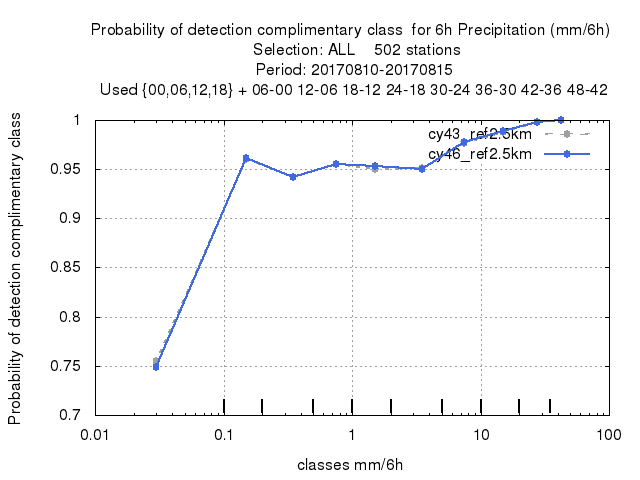 Probability of detection complimentary class  for 6h Precipitation (mm/6h)
Selection: ALL    502 stations
Period: 20170810-20170815
Used {00,06,12,18} + 06-00 12-06 18-12 24-18 30-24 36-30 42-36 48-42
Probability of detection complimentary class
1
0.95
0.9
0.85
0.8
0.75
0.7
cy43_ref2.5km
cy46_ref2.5km
0.01 0.1 1 10 100
classes mm/6h